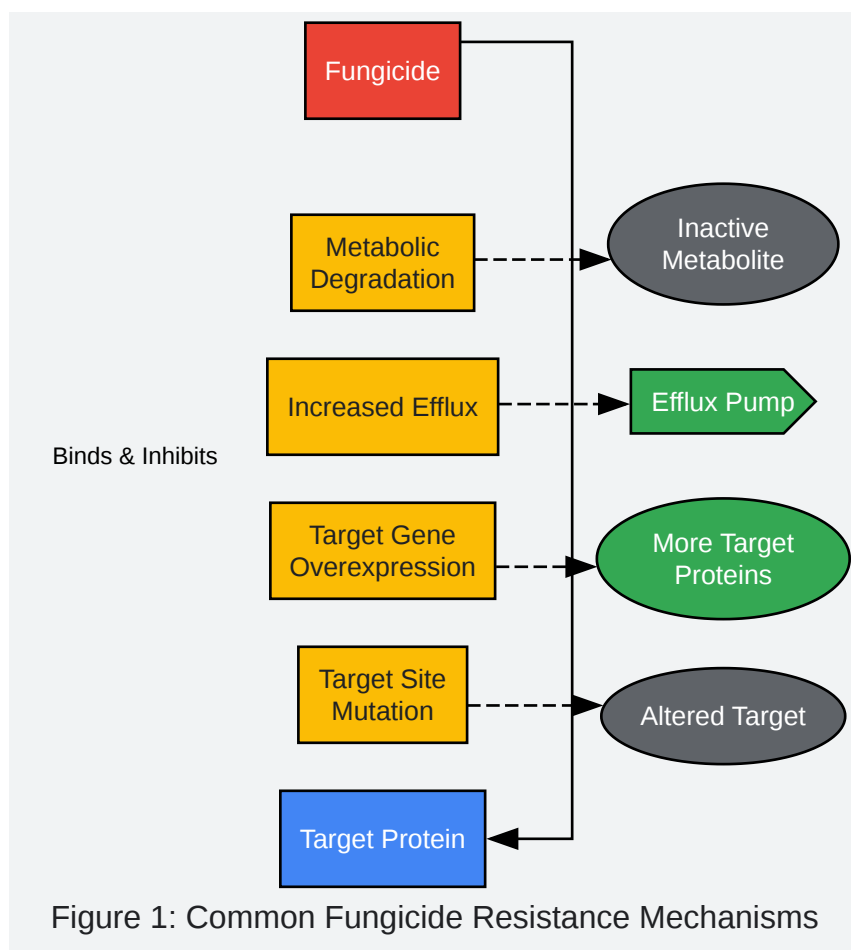 Fungicide
Metabolic
Degradation
Inactive
Metabolite
Increased Efflux
Efflux Pump
Binds & Inhibits
Target Gene
Overexpression
More Target
Proteins
Target Site
Mutation
Altered Target
Target Protein
Figure 1: Common Fungicide Resistance Mechanisms